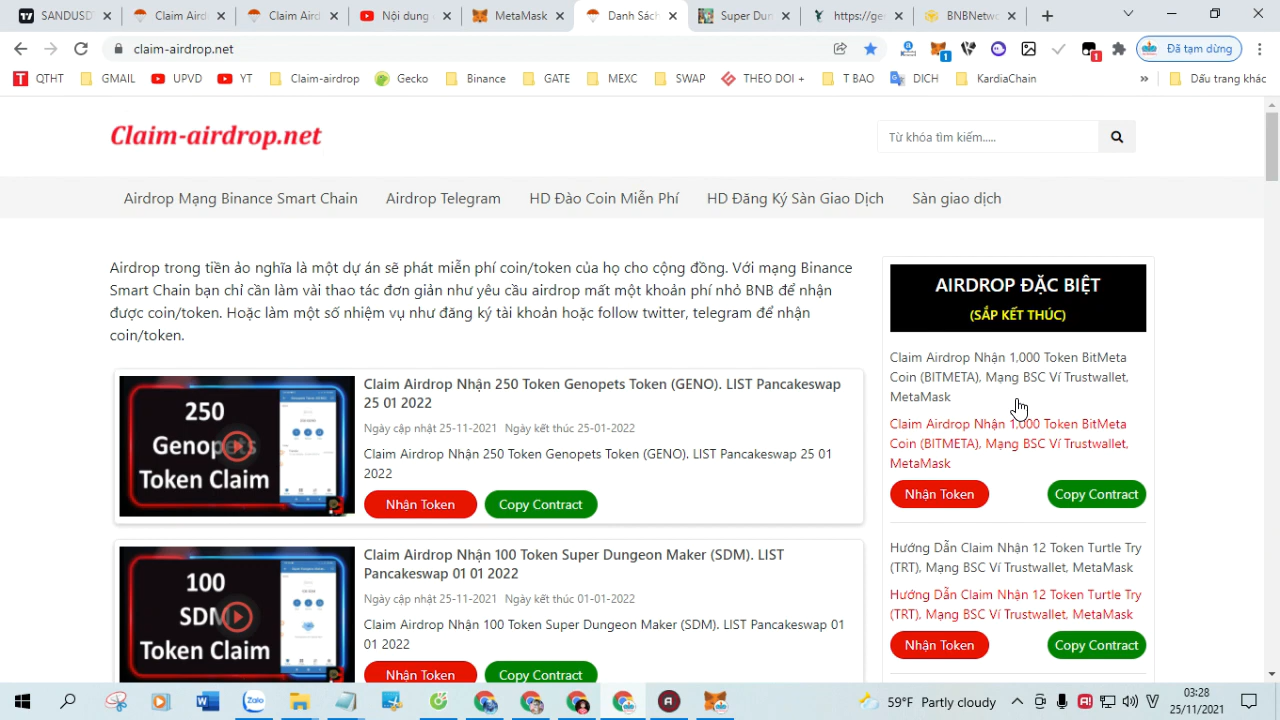 SANDUSD
Claim Aird
Claim Aird
Nội dung
MetaMask
Danh Sách
Super Dun
https://ge
BNBNetwo
claim-airdrop.net
Đã tạm dừng
QTHT
GMAIL
UPVD
YT
Claim-airdrop
Gecko
Binance
GATE
MEXC
SWAP
THEO DOI +
T BAO
DICH
KardiaChain
»
Dấu trang khác
Claim-airdrop.net
Từ khóa tìm kiếm.....
Airdrop Mạng Binance Smart Chain
Airdrop Telegram
HD Đào Coin Miễn Phí
HD Đăng Ký Sàn Giao Dịch
Sàn giao dịch
Airdrop trong tiền ảo nghĩa là một dự án sẽ phát miễn phí coin/token của họ cho cộng đồng. Với mạng Binance
Smart Chain bạn chỉ cần làm vài thao tác đơn giản như yêu cầu airdrop mất một khoản phí nhỏ BNB để nhận
được coin/token. Hoặc làm một số nhiệm vụ như đăng ký tài khoản hoặc follow twitter, telegram để nhận
coin/token.
250
Genopets
Token Claim
Claim Airdrop Nhận 250 Token Genopets Token (GENO). LIST Pancakeswap
25 01 2022
Ngày cập nhật 25-11-2021 Ngày kết thúc 25-01-2022
Claim Airdrop Nhận 250 Token Genopets Token (GENO). LIST Pancakeswap 25 01
2022
Nhận Token
Copy Contract
100
SDM
Token Claim
Claim Airdrop Nhận 100 Token Super Dungeon Maker (SDM). LIST
Pancakeswap 01 01 2022
Ngày cập nhật 25-11-2021 Ngày kết thúc 01-01-2022
Claim Airdrop Nhận 100 Token Super Dungeon Maker (SDM). LIST Pancakeswap 01
01 2022
Nhận Token
Copy Contract
AIRDROP ĐẶC BIỆT
(SẮP KẾT THÚC)
Claim Airdrop Nhận 1,000 Token BitMeta
Coin (BITMETA), Mạng BSC Ví Trustwallet,
MetaMask
Claim Airdrop Nhận 1,000 Token BitMeta
Coin (BITMETA), Mạng BSC Ví Trustwallet,
MetaMask
Nhận Token
Copy Contract
Hướng Dẫn Claim Nhận 12 Token Turtle Try
(TRT), Mạng BSC Ví Trustwallet, MetaMask
Hướng Dẫn Claim Nhận 12 Token Turtle Try
(TRT), Mạng BSC Ví Trustwallet, MetaMask
Nhận Token
Copy Contract
Zalo
59°F Partly cloudy
03:28
25/11/2021